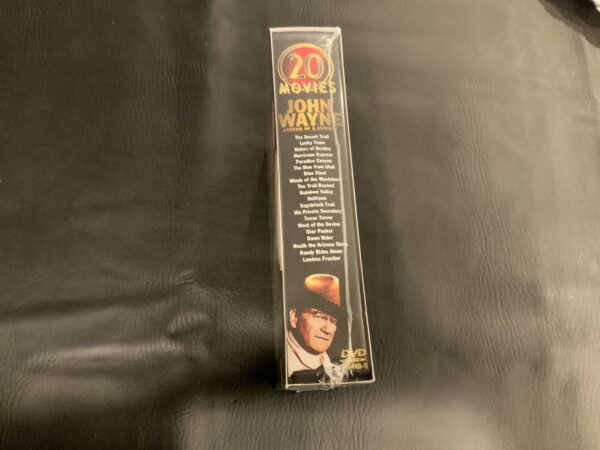 20
MOVIES
JOHN
WAYNE
LEGEND OF A COWBOY
The Desert Trail
Lucky Texan
Riders of Destiny
Hurricane Express
Paradise Canyon
The Man from Utah
Blue Steel
Winds of the Wasteland
The Trail Beyond
Rainbow Valley
Helltown
Sagebrush Trail
His Private Secretary
Texas Terror
West of the Divide
Star Packer
Dawn Rider
'Neath the Arizona Skies
Randy Rides Alone
Lawless Frontier
DVD